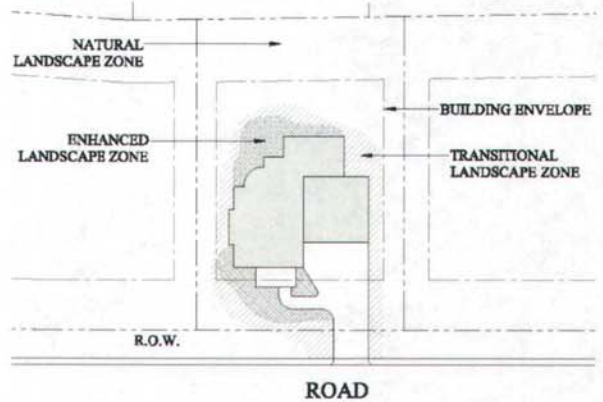 NATURAL
LANDSCAPE ZONE
BUILDING ENVELOPE
ENHANCED
LANDSCAPE ZONE
TRANSITIONAL
LANDSCAPE ZONE
R.O.W.
ROAD